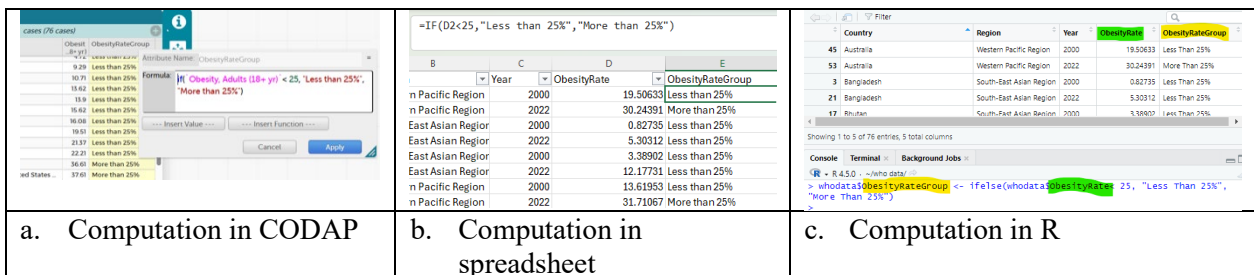 cases (76 cases)
Obesit ObesityRateGroup
..8+ yr)
9.29 Less than 25%
10.71 Less than 25%
13.62 Less than 25%
13.9 Less than 25%
15.62 Less than 25%
16.08 Less than 25%
19.51 Less than 25%
21.37 Less than 25%
22.21 Less than 25%
36.61 More than 25%
ed States ... 37.61 More than 25%
Attribute Name: ObesityRateGroup
Formula: if(`Obesity, Adults (18+ yr)` < 25, "Less than 25%",
"More than 25%")
--- Insert Value --- --- Insert Function ---
Cancel Apply
=IF(D2<25,"Less than 25%","More than 25%")
B C D E
Year ObesityRate ObesityRateGroup
n Pacific Region 2000 19.50633 Less than 25%
n Pacific Region 2022 30.24391 More than 25%
East Asian Region 2000 0.82735 Less than 25%
East Asian Region 2022 5.30312 Less than 25%
East Asian Region 2000 3.38902 Less than 25%
East Asian Region 2022 12.17731 Less than 25%
n Pacific Region 2000 13.61953 Less than 25%
n Pacific Region 2022 31.71067 More than 25%
Filter
Country Region Year ObesityRate ObesityRateGroup
45 Australia Western Pacific Region 2000 19.50633 Less Than 25%
53 Australia Western Pacific Region 2022 30.24391 More Than 25%
3 Bangladesh South-East Asian Region 2000 0.82735 Less Than 25%
21 Bangladesh South-East Asian Region 2022 5.30312 Less Than 25%
17 Bhutan South-East Asian Region 2000 3.38902 Less Than 25%
Showing 1 to 5 of 76 entries, 5 total columns
Console Terminal × Background Jobs ×
R • R 4.5.0 · ~/who data/
> whodata$ObesityRateGroup <- ifelse(whodata$ObesityRate< 25, "Less Than 25%",
"More Than 25%")
>
a. Computation in CODAP
b. Computation in
spreadsheet
c. Computation in R